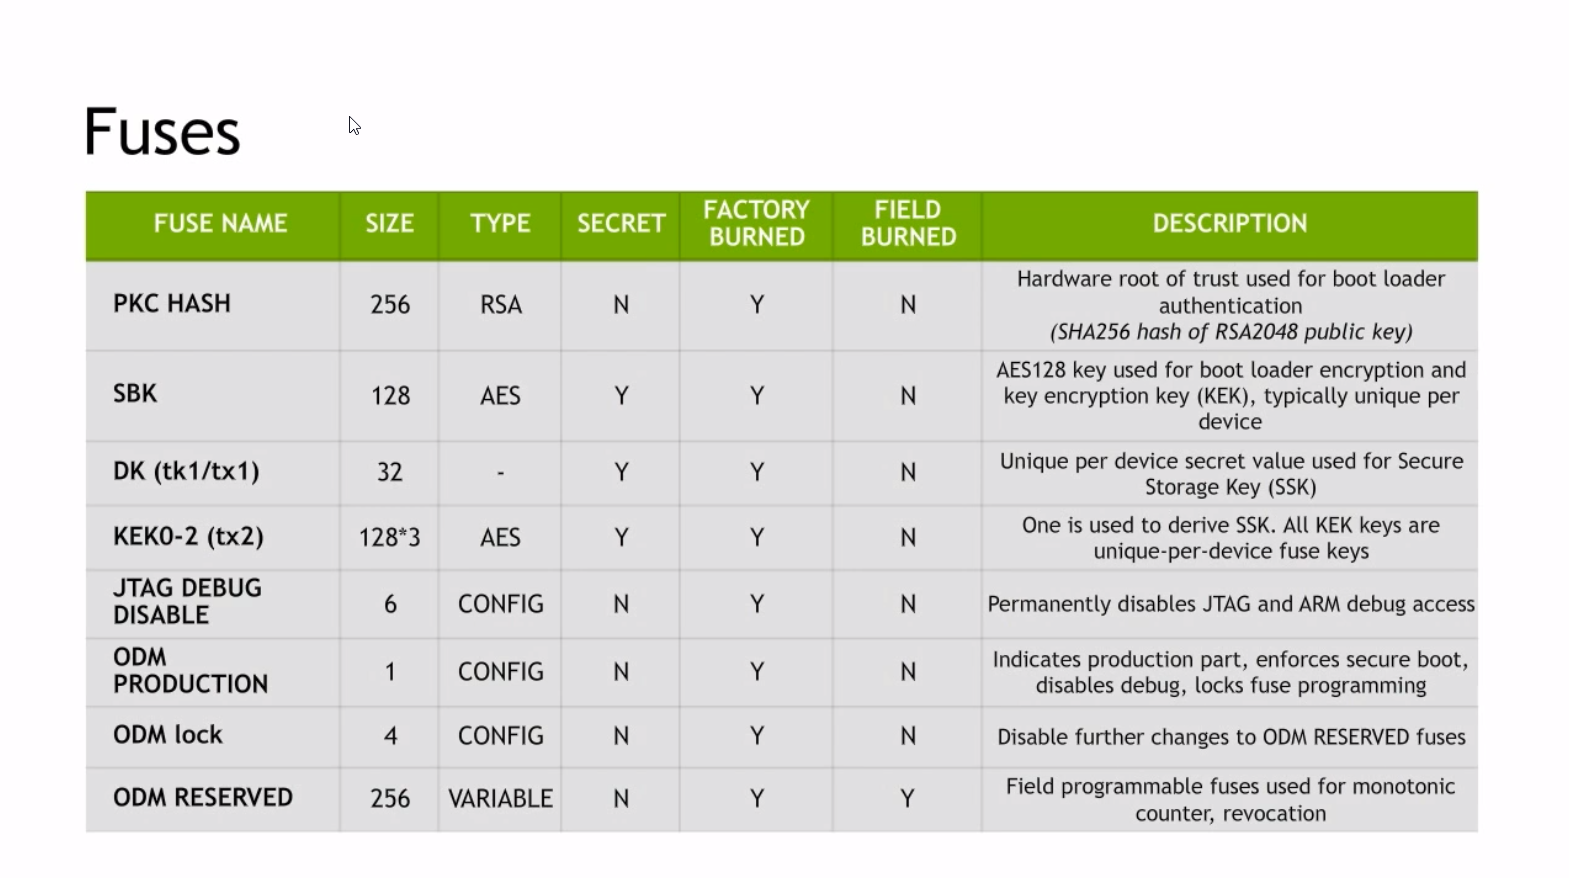 Fuses
FUSE NAME SIZE TYPE SECRET FACTORY BURNED FIELD BURNED DESCRIPTION
PKC HASH 256 RSA N Y N Hardware root of trust used for boot loader
authentication
(SHA256 hash of RSA2048 public key)
SBK 128 AES Y Y N AES128 key used for boot loader encryption and
key encryption key (KEK), typically unique per
device
DK (tk1/tx1) 32 - Y Y N Unique per device secret value used for Secure
Storage Key (SSK)
KEK0-2 (tx2) 128*3 AES Y Y N One is used to derive SSK. All KEK keys are
unique-per-device fuse keys
JTAG DEBUG
DISABLE 6 CONFIG N Y N Permanently disables JTAG and ARM debug access
ODM
PRODUCTION 1 CONFIG N Y N Indicates production part, enforces secure boot,
disables debug, locks fuse programming
ODM lock 4 CONFIG N Y N Disable further changes to ODM RESERVED fuses
ODM RESERVED 256 VARIABLE N Y Y Field programmable fuses used for monotonic
counter, revocation